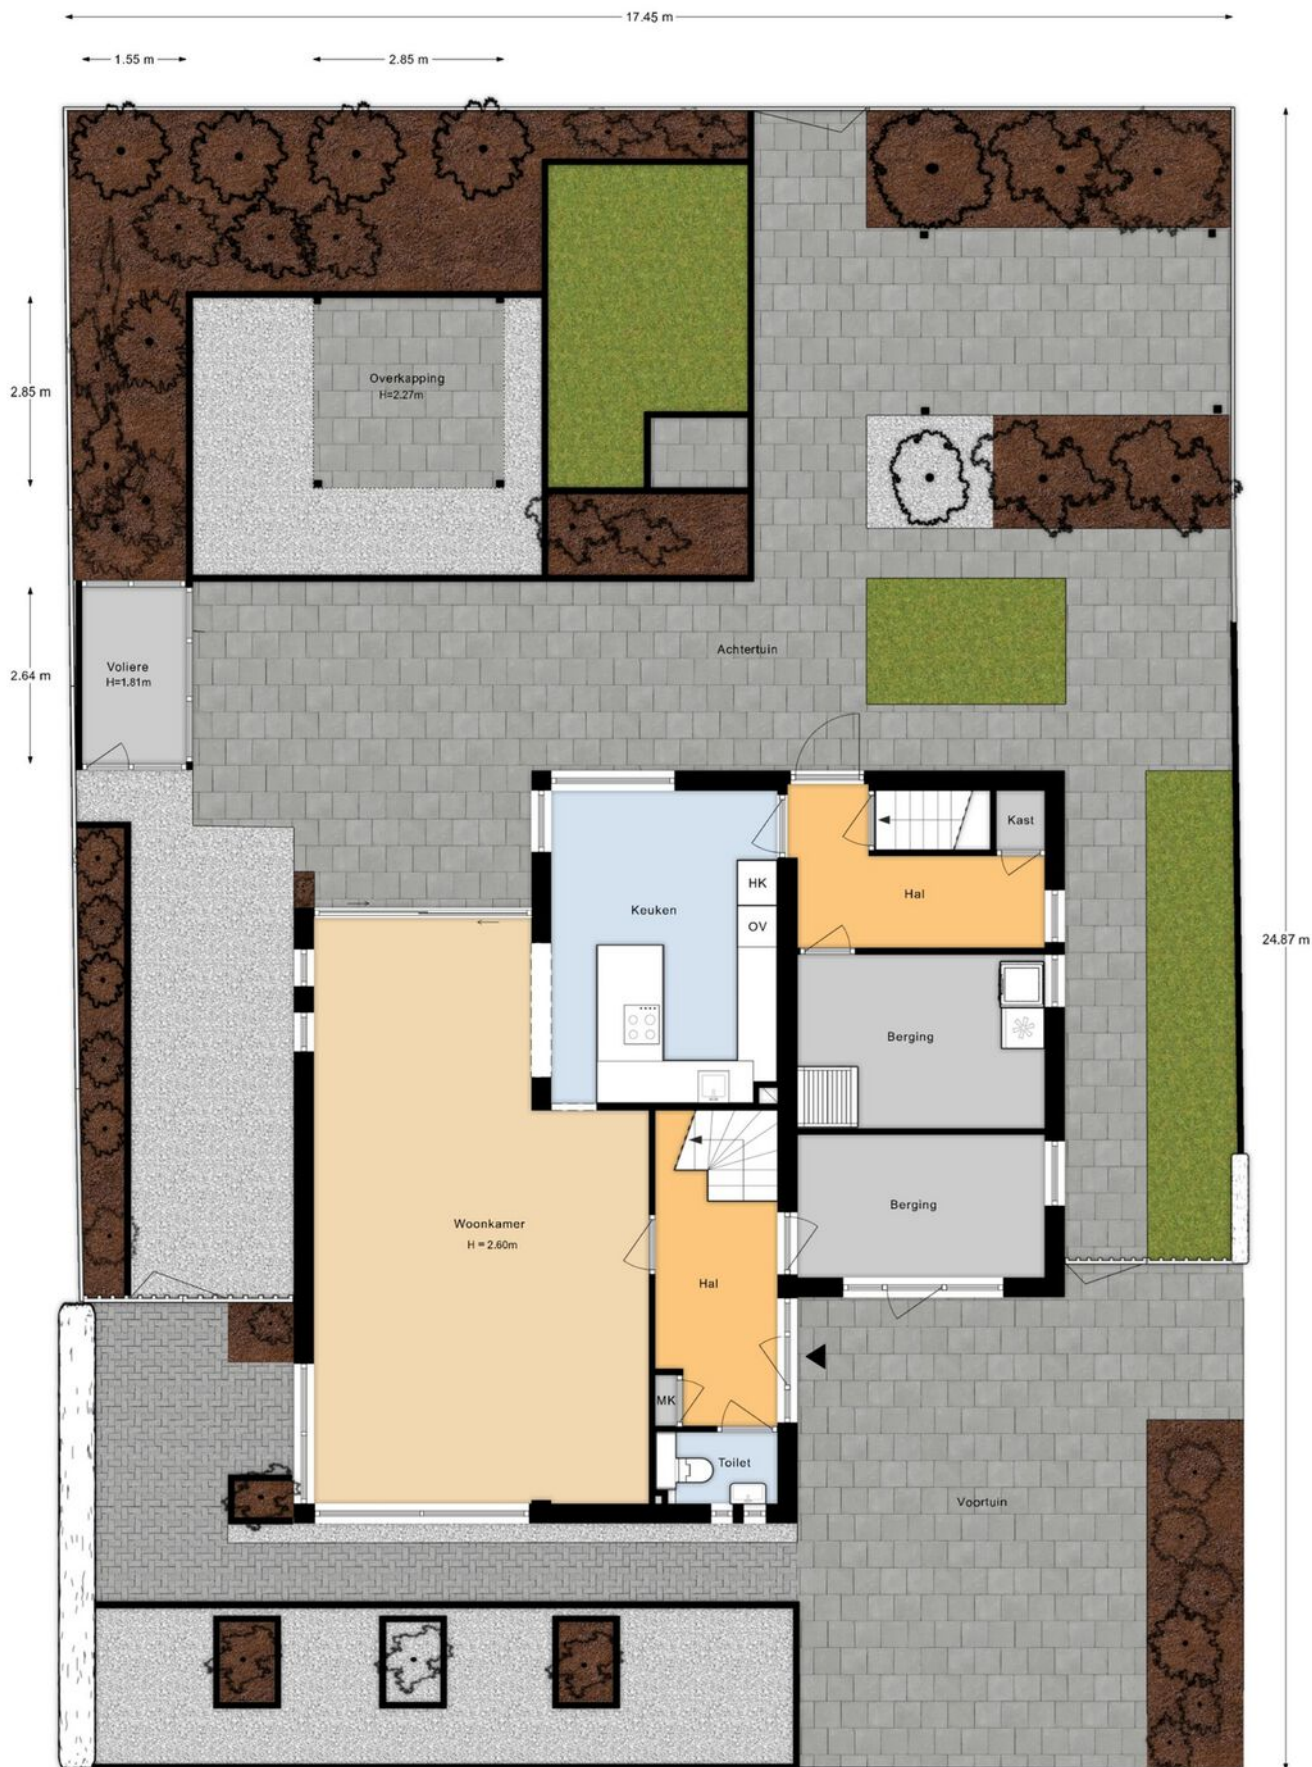 17.45 m
1.55 m
2.85 m
2.85 m
Overkapping
H=2.27m
Achtertuin
2.64 m
Voliere
H=1.81m
Kast
HK
Hal
Keuken
OV
24.87 m
Berging
Berging
Woonkamer
H = 2.60m
Hal
MK
Toilet
Voortuin